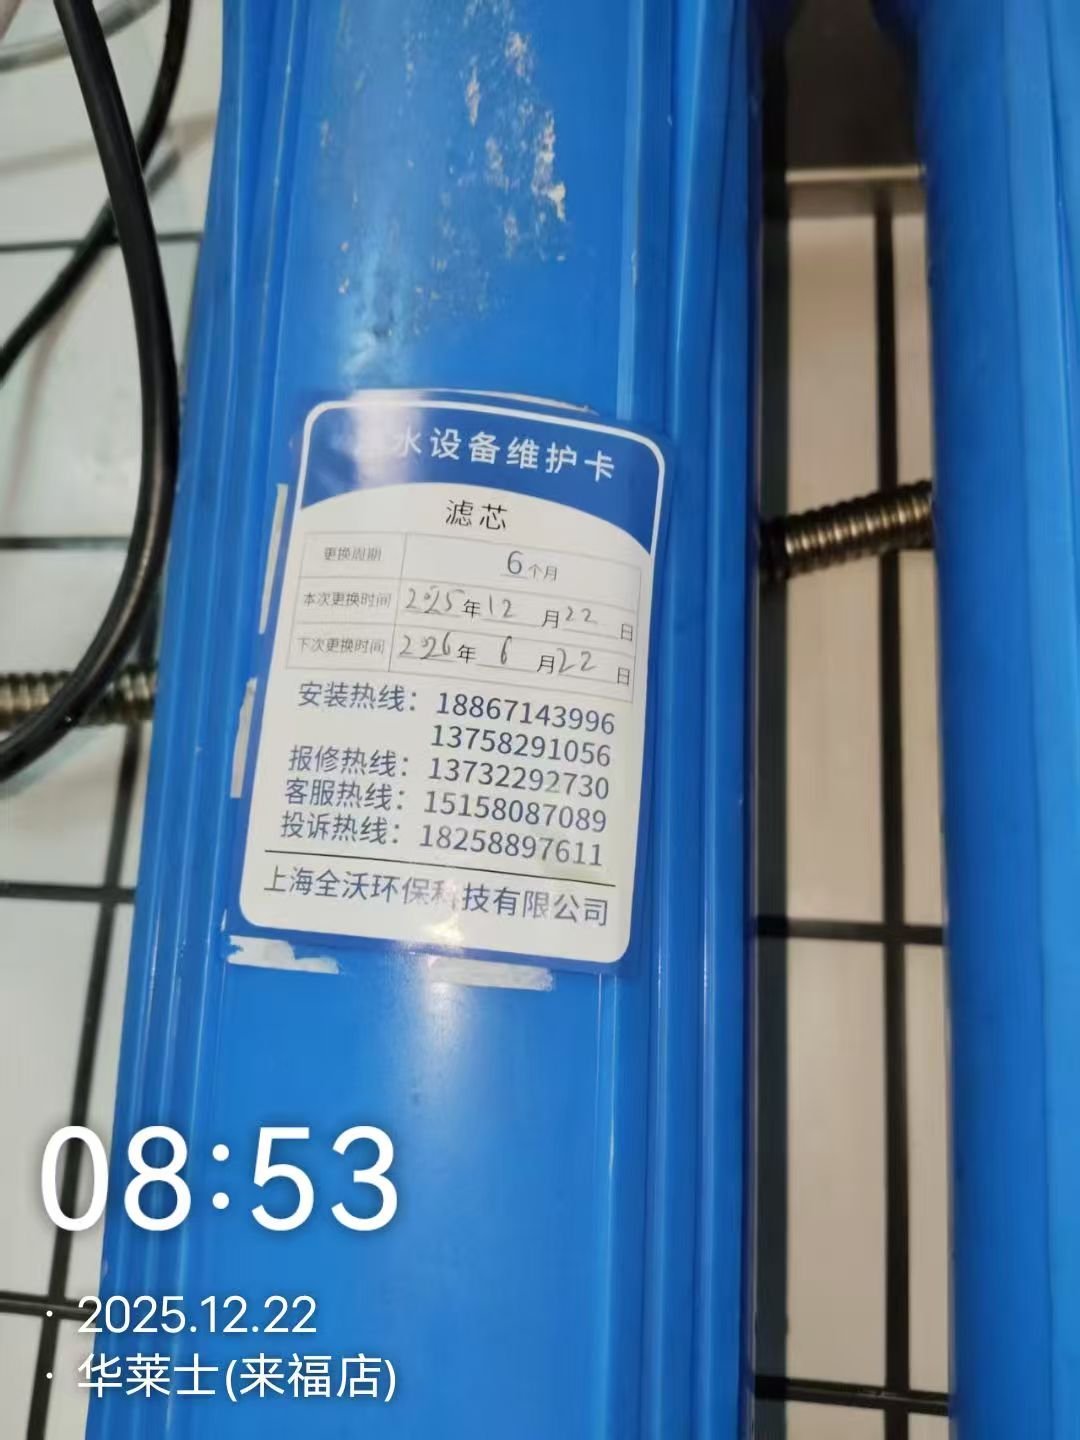 水设备维护卡
滤芯
更换周期 6个月
本次更换时间 2025年12月22日
下次更换时间 2026年6月22日
安装热线：18867143996
13758291056
报修热线：13732292730
客服热线：15158087089
投诉热线：18258897611
上海全沃环保科技有限公司
08:53
· 2025.12.22
· 华莱士(来福店)